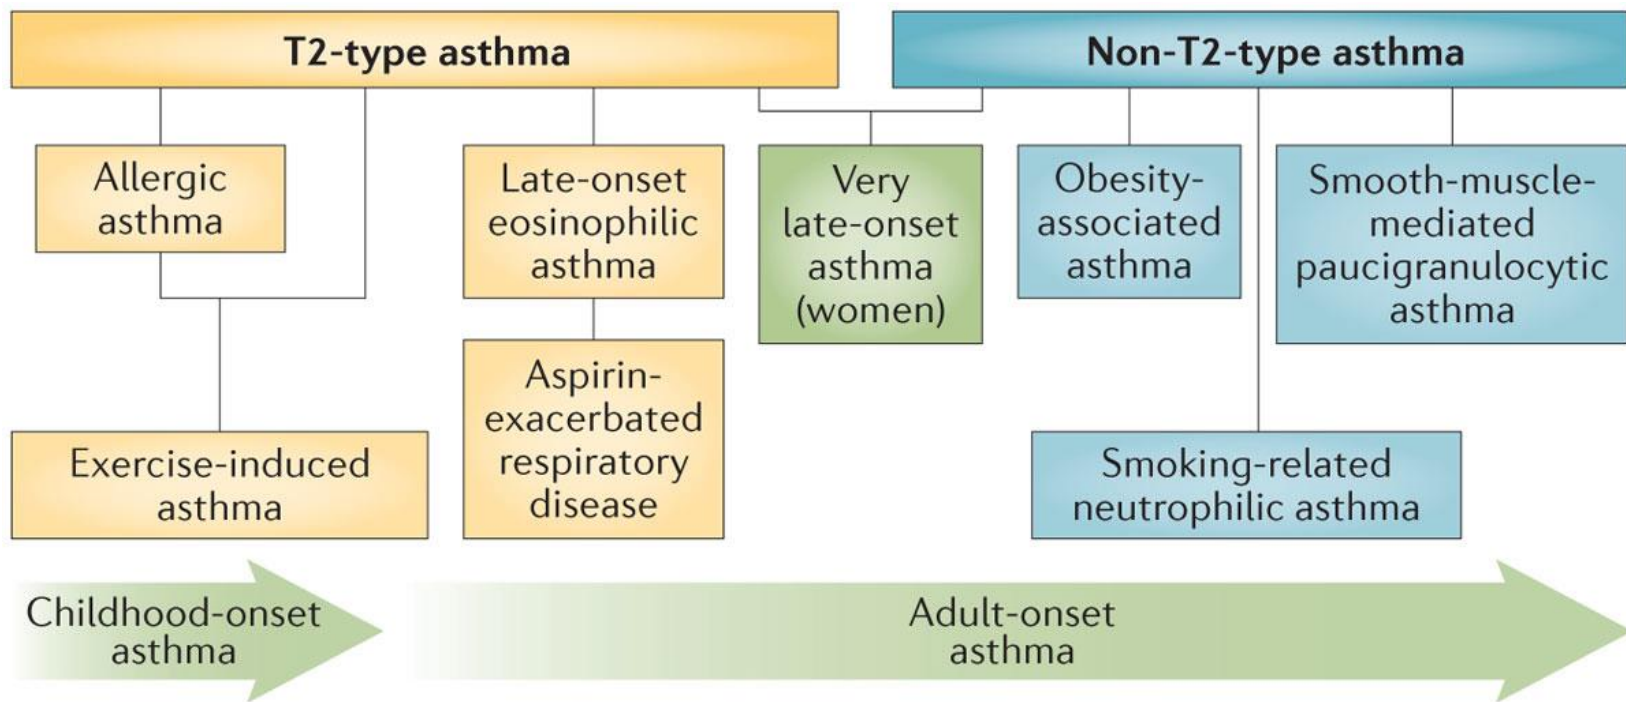 T2-type asthma
Non-T2-type asthma
Allergic
asthma
Late-onset
eosinophilic
asthma
Very
late-onset
asthma
(women)
Obesity-
associated
asthma
Smooth-muscle-
mediated
paucigranulocytic
asthma
Aspirin-
exacerbated
respiratory
disease
Exercise-induced
asthma
Smoking-related
neutrophilic asthma
Childhood-onset
asthma
Adult-onset
asthma